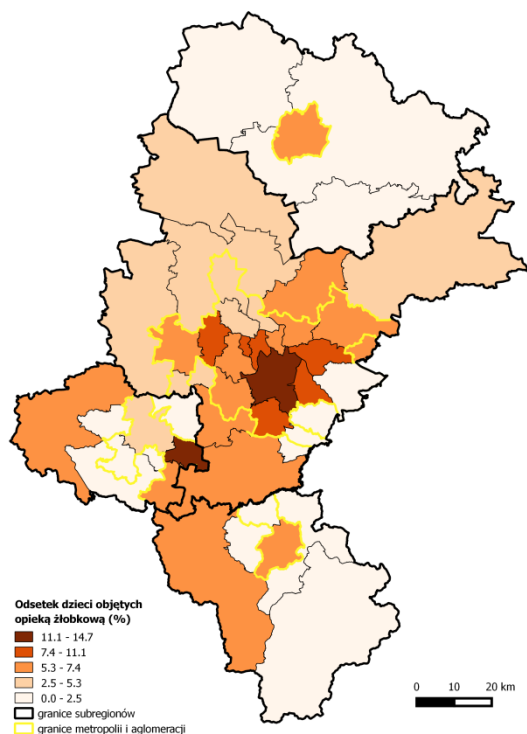 Odsetek dzieci objętych
opieką żłobkową (%)
11.1 - 14.7
7.4 - 11.1
5.3 - 7.4
2.5 - 5.3
0.0 - 2.5
granice subregionów
granice metropolii i aglomeracji
0 10 20 km